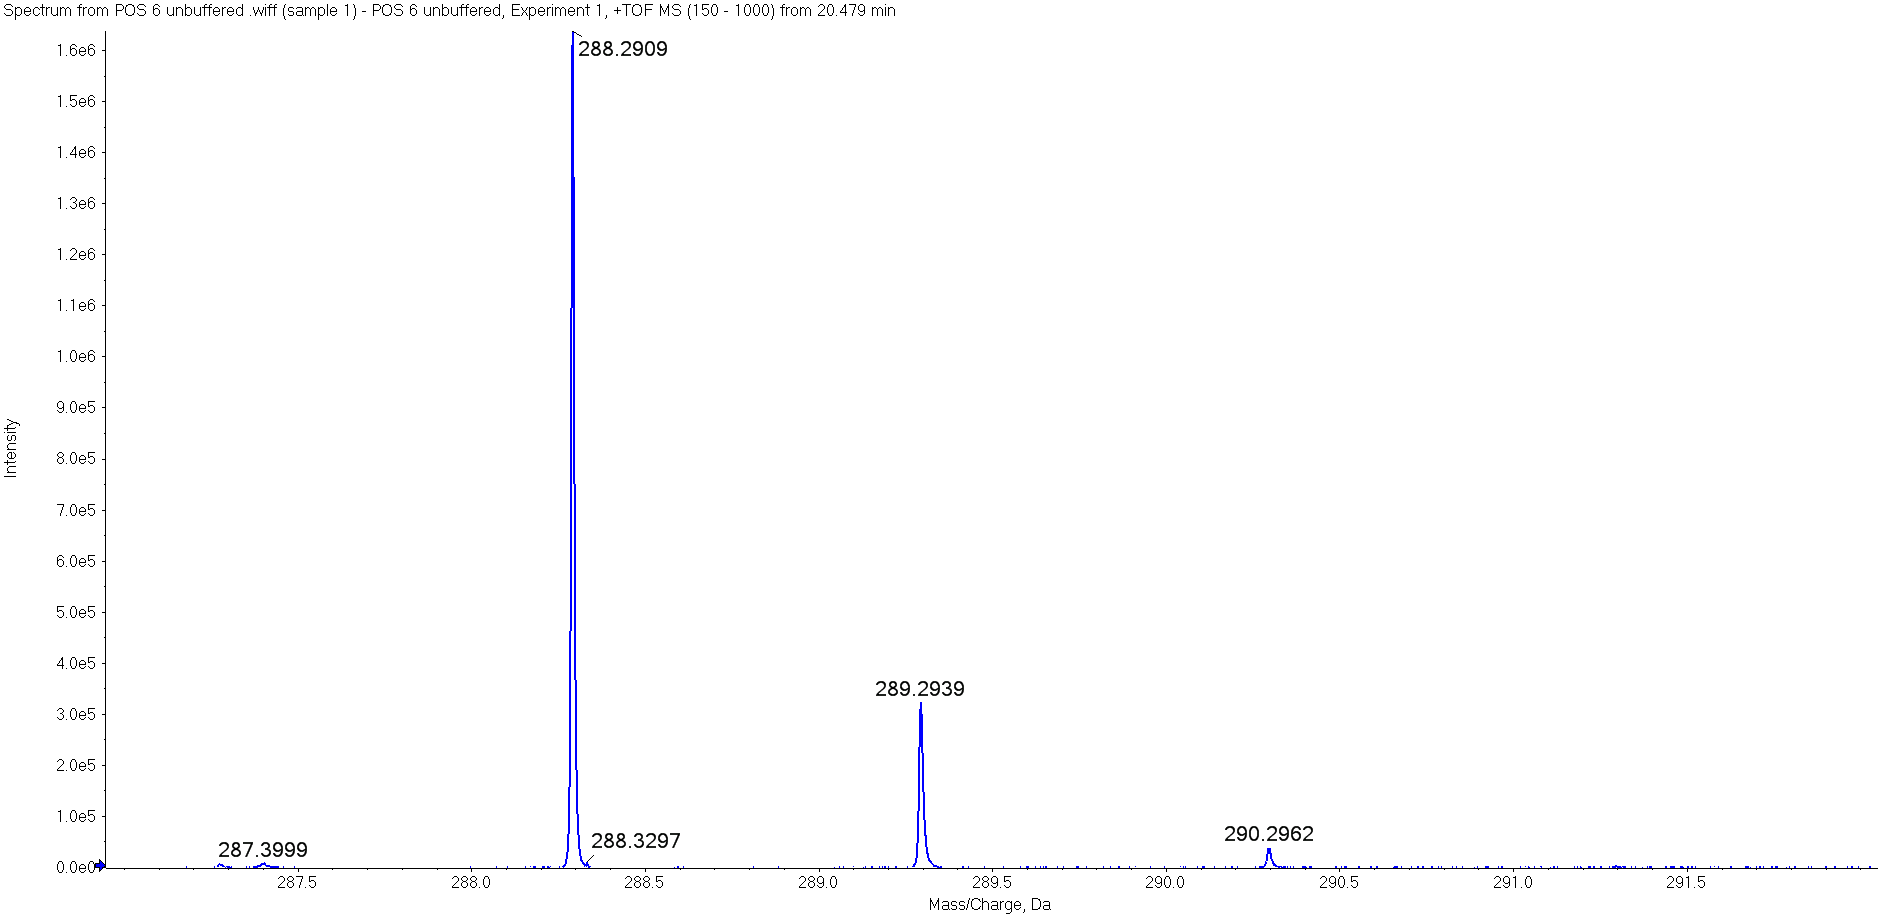 Spectrum from POS 6 unbuffered .wiff (sample 1) - POS 6 unbuffered, Experiment 1, +TOF MS (150 - 1000) from 20.479 min
1.6e6
288.2909
1.5e6
1.4e6
1.3e6
1.2e6
1.1e6
1.0e6
9.0e5
8.0e5
7.0e5
6.0e5
5.0e5
4.0e5
3.0e5
2.0e5
1.0e5
0.0e0
Intensity
289.2939
290.2962
288.3297
287.3999
287.5
288.0
288.5
289.0
289.5
290.0
290.5
291.0
291.5
Mass/Charge, Da